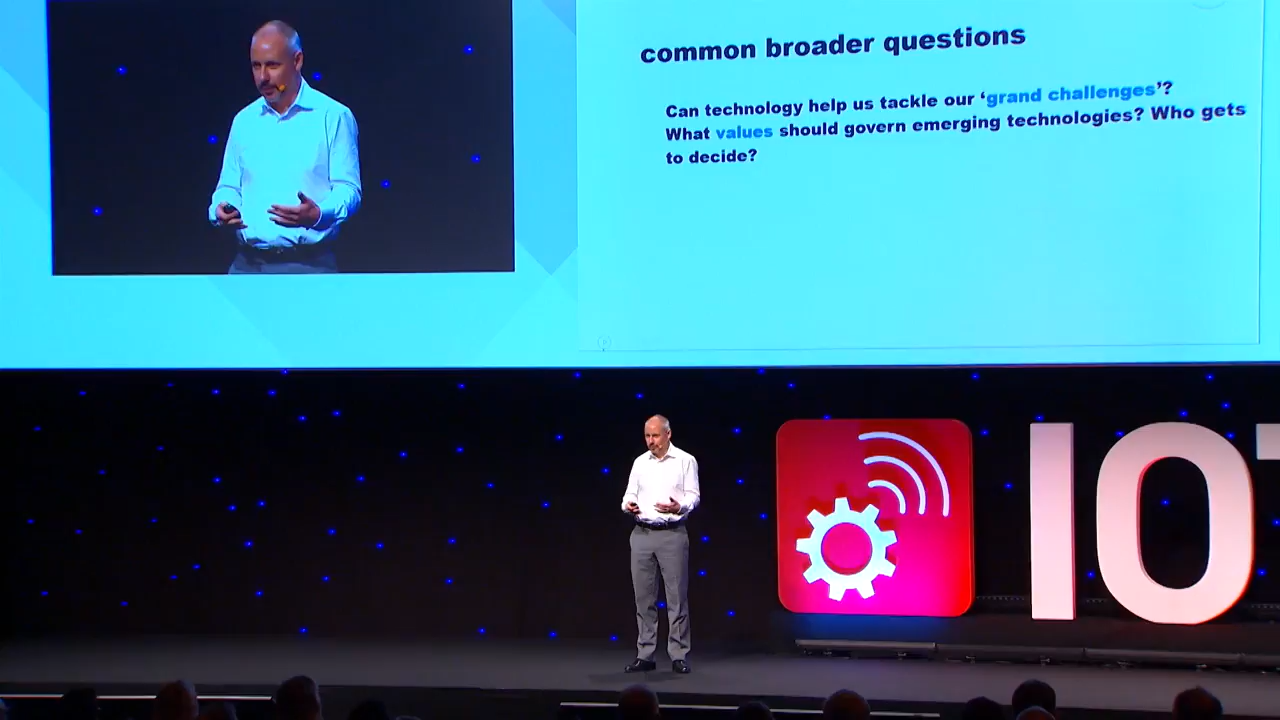 common broader questions
Can technology help us tackle our ‘grand challenges’?
What values should govern emerging technologies? Who gets
to decide?
IOT